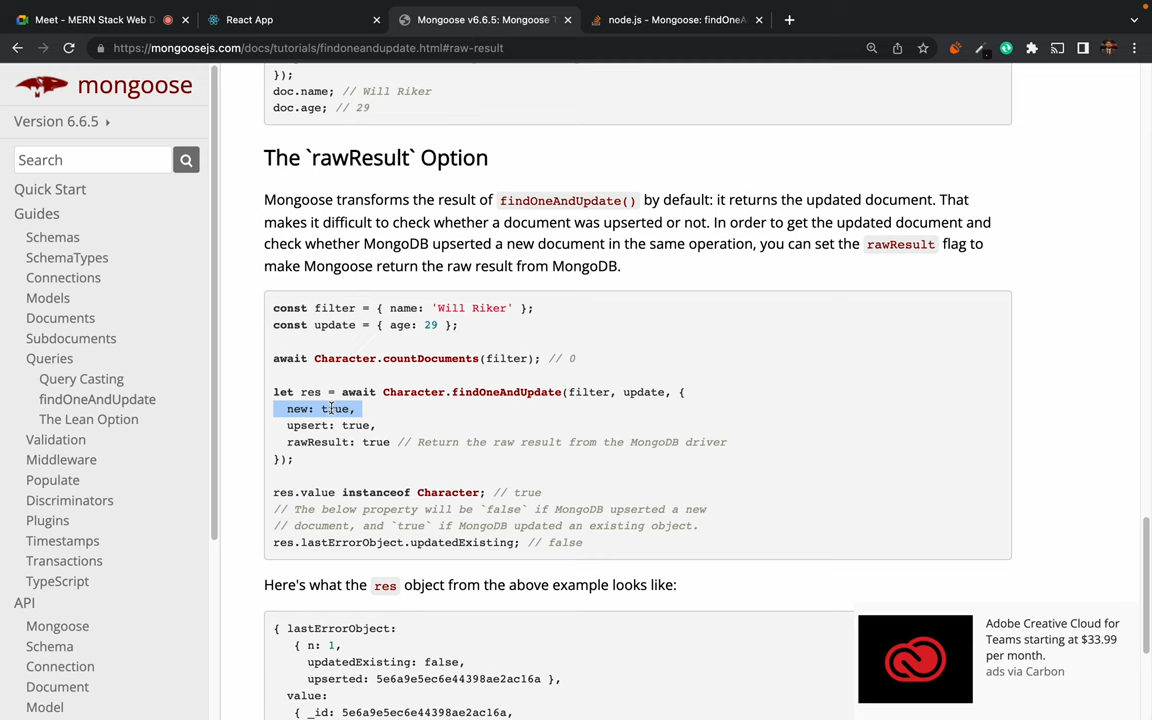 Meet - MERN Stack Web D
React App
Mongoose v6.6.5: Mongoose T
node.js - Mongoose: findOneA
https://mongoosejs.com/docs/tutorials/findoneandupdate.html#raw-result
mongoose
Version 6.6.5
Search
Quick Start
Guides
Schemas
SchemaTypes
Connections
Models
Documents
Subdocuments
Queries
Query Casting
findOneAndUpdate
The Lean Option
Validation
Middleware
Populate
Discriminators
Plugins
Timestamps
Transactions
TypeScript
API
Mongoose
Schema
Connection
Document
Model
});
doc.name; // Will Riker
doc.age; // 29
The `rawResult` Option
Mongoose transforms the result of findOneAndUpdate() by default: it returns the updated document. That
makes it difficult to check whether a document was upserted or not. In order to get the updated document and
check whether MongoDB upserted a new document in the same operation, you can set the rawResult flag to
make Mongoose return the raw result from MongoDB.
const filter = { name: 'Will Riker' };
const update = { age: 29 };
await Character.countDocuments(filter); // 0
let res = await Character.findOneAndUpdate(filter, update, {
new: true,
upsert: true,
rawResult: true // Return the raw result from the MongoDB driver
});
res.value instanceof Character; // true
// The below property will be `false` if MongoDB upserted a new
// document, and `true` if MongoDB updated an existing object.
res.lastErrorObject.updatedExisting; // false
Here's what the res object from the above example looks like:
{ lastErrorObject:
{ n: 1,
updatedExisting: false,
upserted: 5e6a9e5ec6e44398ae2ac16a },
value:
{ _id: 5e6a9e5ec6e44398ae2ac16a,
Adobe Creative Cloud for
Teams starting at $33.99
per month.
ads via Carbon